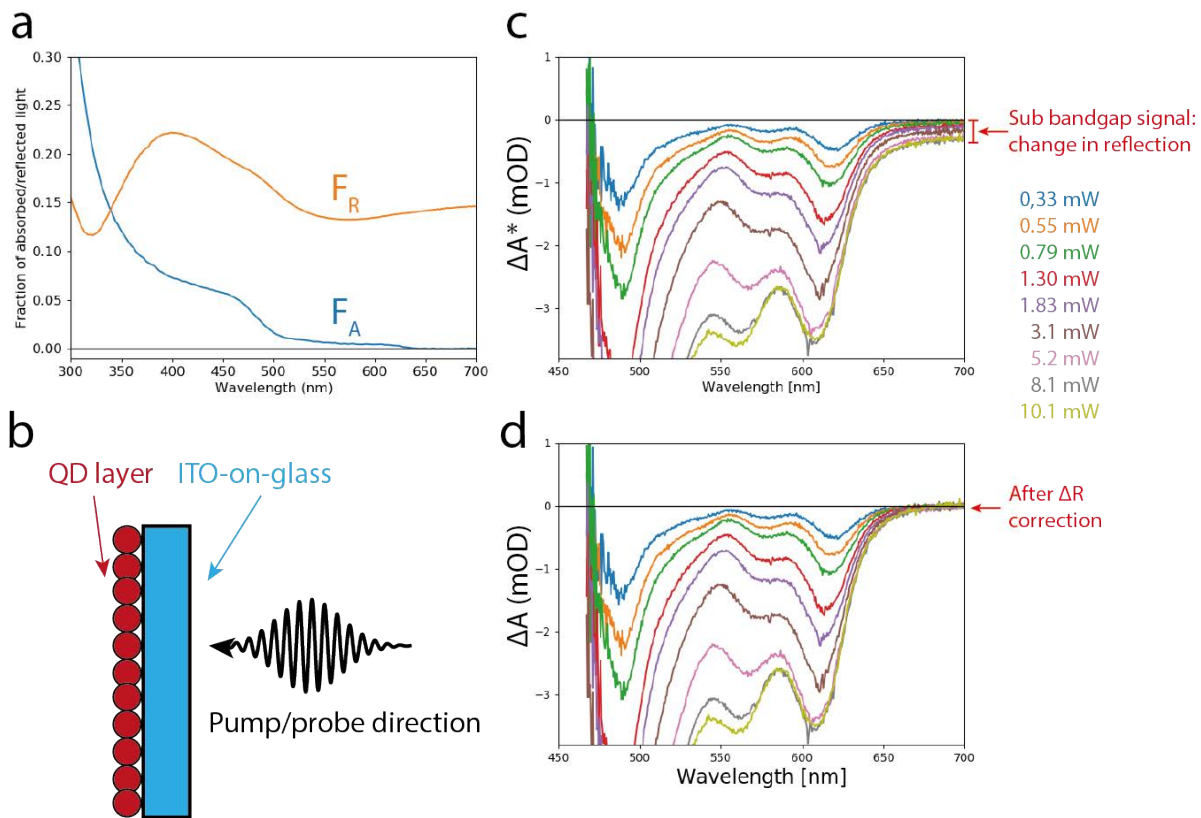 a
0.30
0.25
0.20
0.15
0.10
0.05
0.00
300 350 400 450 500 550 600 650 700
Fraction of absorbed/reflected light
Wavelength (nm)
F_R
F_A
b
QD layer
ITO-on-glass
Pump/probe direction
c
1
0
−1
−2
−3
450 500 550 600 650 700
ΔA* (mOD)
Wavelength [nm]
Sub bandgap signal:
change in reflection
0,33 mW
0.55 mW
0.79 mW
1.30 mW
1.83 mW
3.1 mW
5.2 mW
8.1 mW
10.1 mW
d
1
0
−1
−2
−3
450 500 550 600 650 700
ΔA (mOD)
Wavelength [nm]
After ΔR
correction